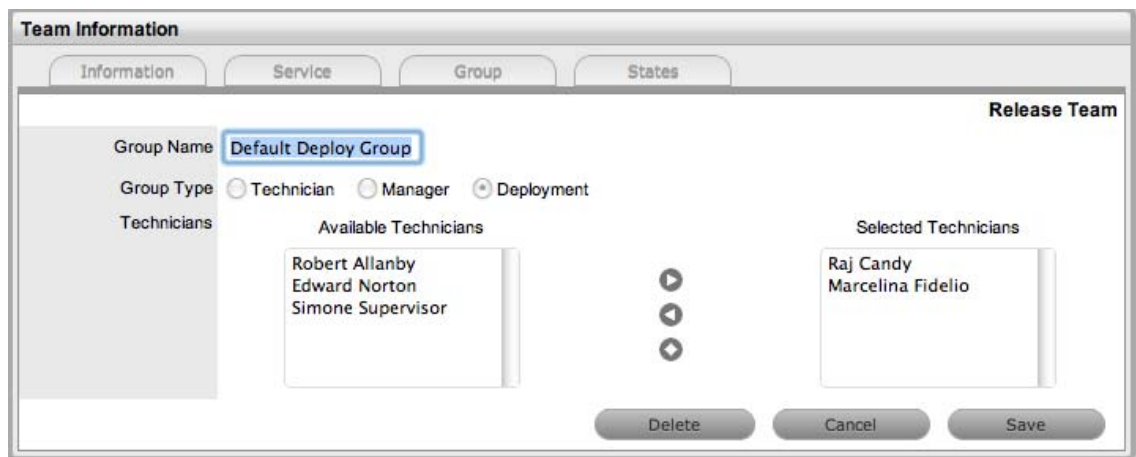 Team Information
Information Service Group States
Release Team
Group Name Default Deploy Group
Group Type Technician Manager Deployment
Technicians Available Technicians Selected Technicians
Robert Allanby Raj Candy
Edward Norton Marcelina Fidelio
Simone Supervisor
Delete Cancel Save